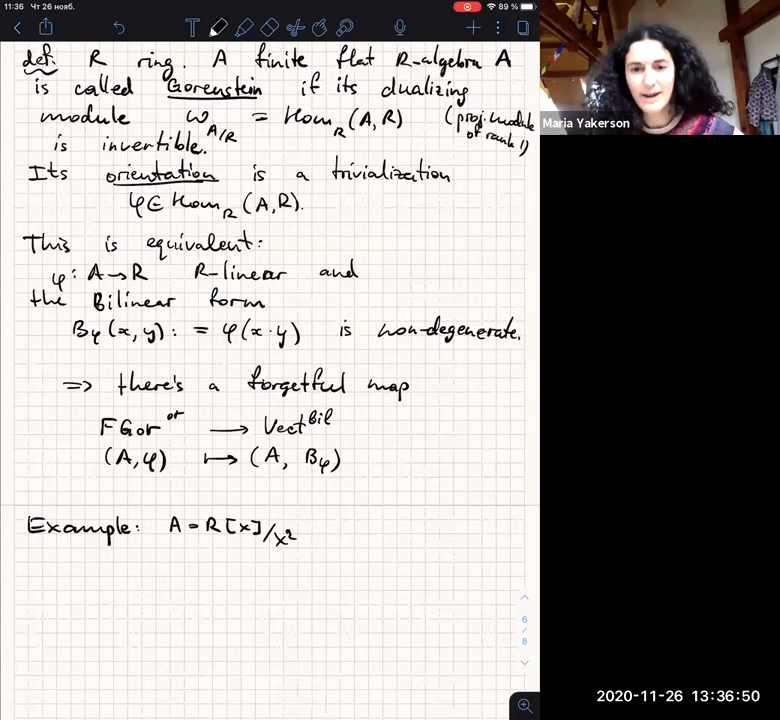 11:36 Чт 26 нояб.
89 %
def: R ring. A finite flat R-algebra A
is called Gorenstein if its dualizing
module ω_{A/R} = Hom_R(A, R) (proj. module of rank 1)
is invertible.
Its orientation is a trivialization
φ ∈ Hom_R(A, R).
This is equivalent:
φ: A → R R-linear and
the Bilinear form
B_φ(x, y) := φ(x·y) is non-degenerate.
⇒ there's a forgetful map
FGor^{or} → Vect^{Bil}
(A, φ) ↦ (A, B_φ)
Example: A = R[x]/x²
Maria Yakerson
6 / 8
2020-11-26 13:36:50